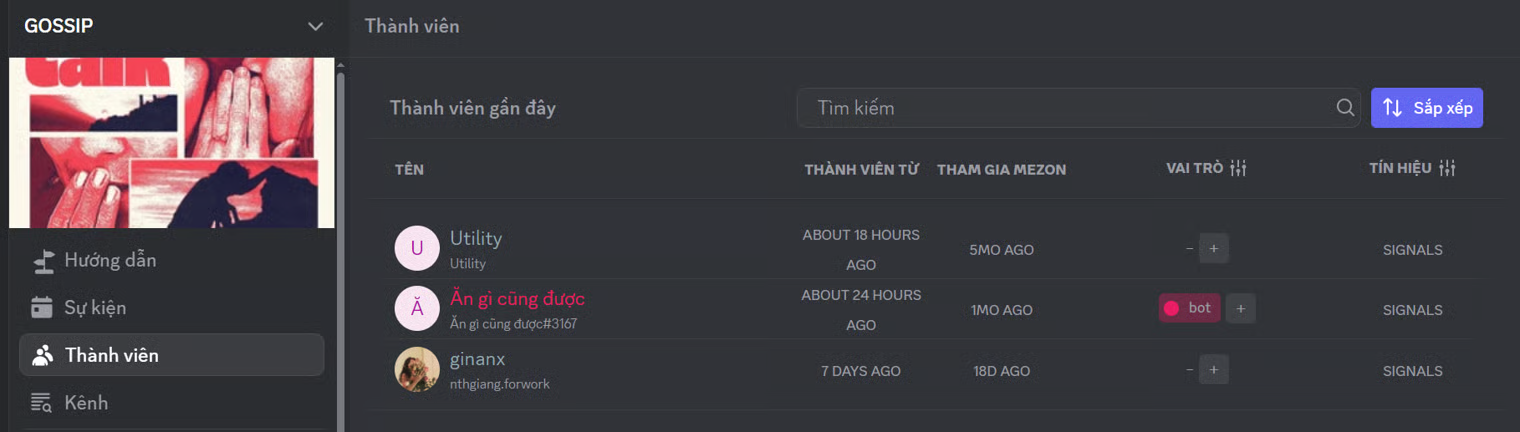 GOSSIP
Thành viên
talk
Thành viên gần đây
Tìm kiếm
Sắp xếp
TÊN
THÀNH VIÊN TỪ
THAM GIA MEZON
VAI TRÒ
TÍN HIỆU
U
Utility
Utility
ABOUT 18 HOURS
AGO
5MO AGO
–
+
SIGNALS
Ă
Ăn gì cũng được
Ăn gì cũng được#3167
ABOUT 24 HOURS
AGO
1MO AGO
bot
+
SIGNALS
ginanx
nthgiang.forwork
7 DAYS AGO
18D AGO
–
+
SIGNALS
Hướng dẫn
Sự kiện
Thành viên
Kênh